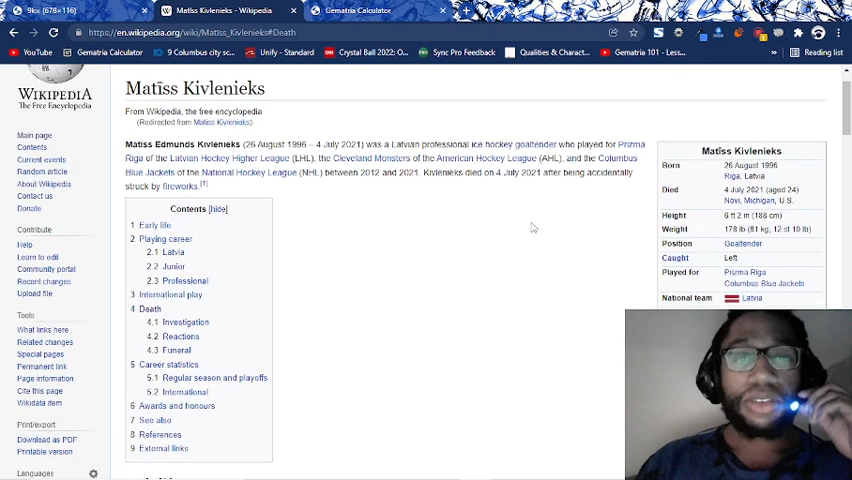 9k= (678×116)
Matīss Kivlenieks - Wikipedia
Gematria Calculator
https://en.wikipedia.org/wiki/Matīss_Kivlenieks#Death
YouTube
Gematria Calculator
9 Columbus city sc...
Unify - Standard
Crystal Ball 2022: O...
Sync Pro Feedback
Qualities & Charact...
Gematria 101 - Less...
Reading list
WIKIPEDIA
The Free Encyclopedia
Main page
Contents
Current events
Random article
About Wikipedia
Contact us
Donate
Contribute
Help
Learn to edit
Community portal
Recent changes
Upload file
Tools
What links here
Related changes
Special pages
Permanent link
Page information
Cite this page
Wikidata item
Print/export
Download as PDF
Printable version
Languages
Matīss Kivlenieks
From Wikipedia, the free encyclopedia
(Redirected from Matiss Kivlenieks)
Matīss Edmunds Kivlenieks (26 August 1996 – 4 July 2021) was a Latvian professional ice hockey goaltender who played for Prizma
Riga of the Latvian Hockey Higher League (LHL), the Cleveland Monsters of the American Hockey League (AHL), and the Columbus
Blue Jackets of the National Hockey League (NHL) between 2012 and 2021. Kivlenieks died on 4 July 2021 after being accidentally
struck by fireworks.[1]
Contents [hide]
1 Early life
2 Playing career
2.1 Latvia
2.2 Junior
2.3 Professional
3 International play
4 Death
4.1 Investigation
4.2 Reactions
4.3 Funeral
5 Career statistics
5.1 Regular season and playoffs
5.2 International
6 Awards and honours
7 See also
8 References
9 External links
Matīss Kivlenieks
Born 26 August 1996
Riga, Latvia
Died 4 July 2021 (aged 24)
Novi, Michigan, U.S.
Height 6 ft 2 in (188 cm)
Weight 178 lb (81 kg; 12 st 10 lb)
Position Goaltender
Caught Left
Played for Prizma Riga
Columbus Blue Jackets
National team Latvia